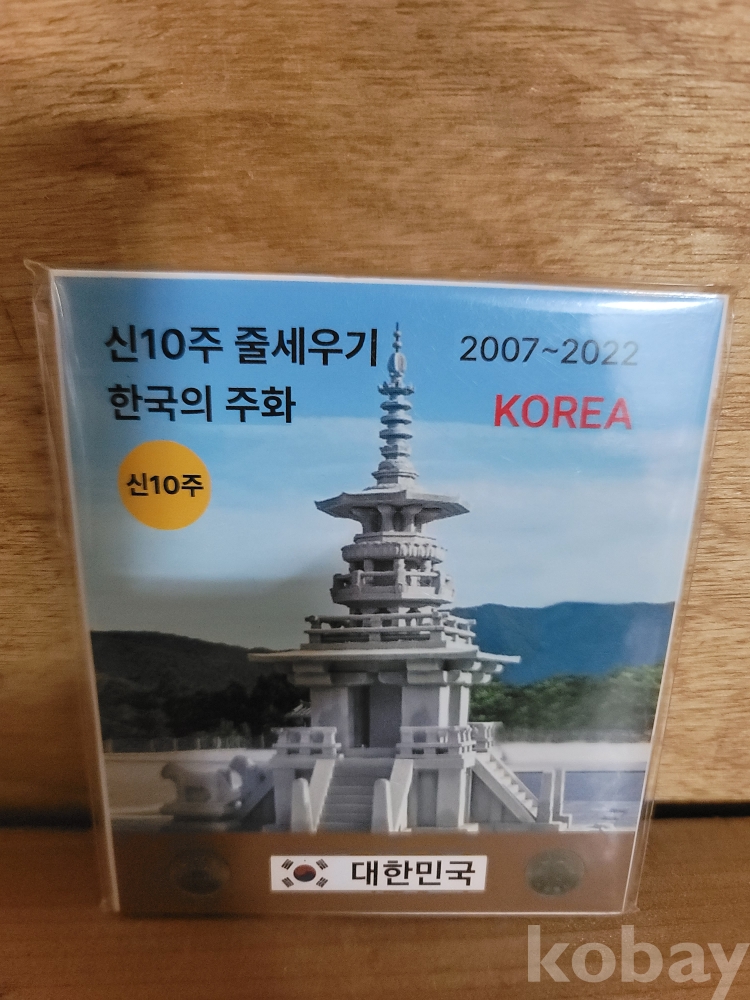 신10주 줄세우기
2007~2022
한국의 주화
KOREA
신10주
대한민국
kobay